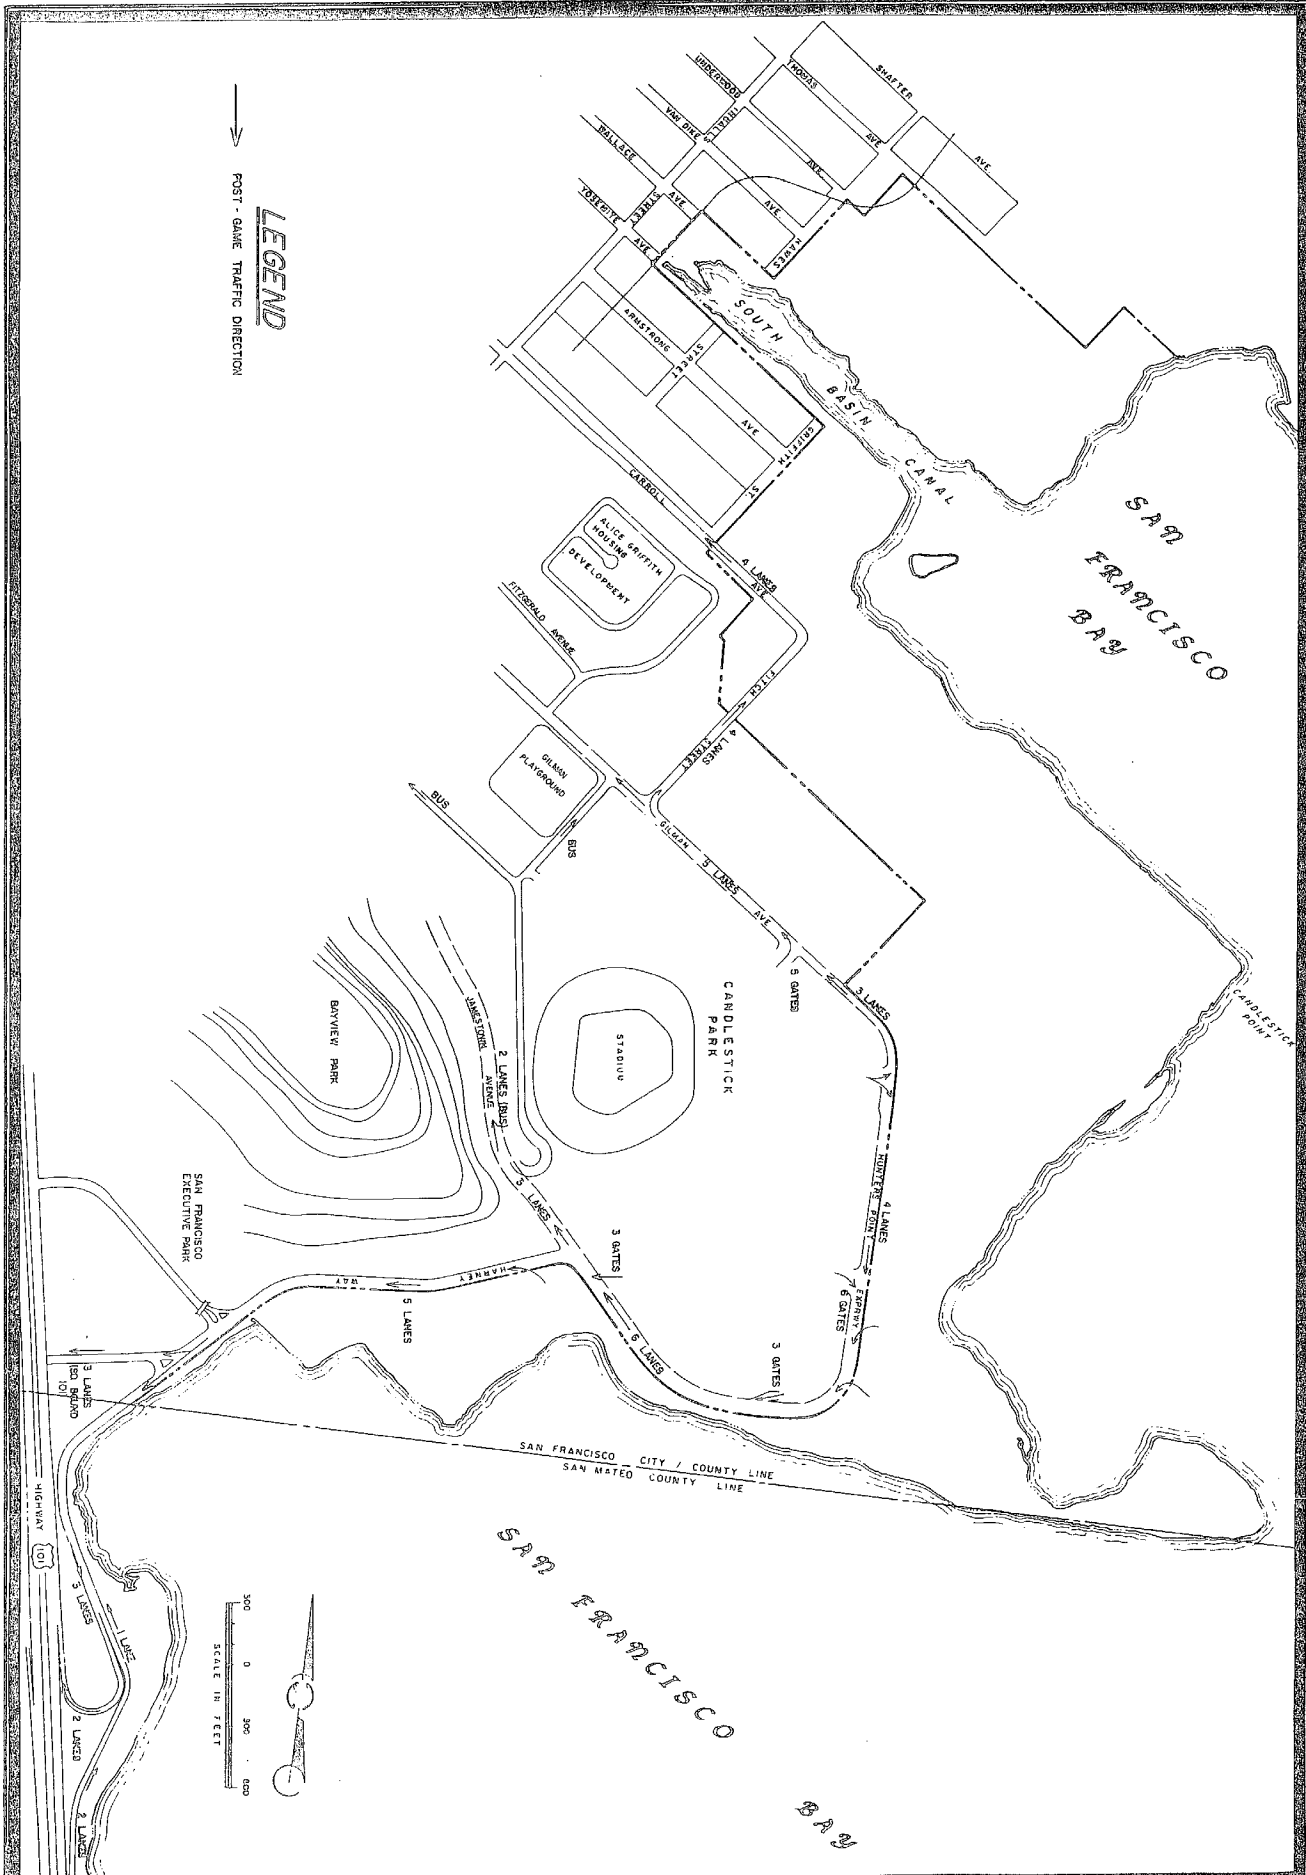 SHAFTER
AVE.
THOMAS
AVE
UNDERWOOD
AVE.
INGALLS
STREET
VAN DIKE
AVE.
WALLACE
AVE.
YOSEMITE
AVE.
HAWES
STREET
ARMSTRONG
AVE
GRIFFITH
ST.
CARROLL
AVE
4 LANES
SOUTH
BASIN
CANAL
SAN
FRANCISCO
BAY
LEGEND
POST - GAME TRAFFIC DIRECTION
ALICE GRIFFITH
HOUSING
DEVELOPMENT
FITZGERALD AVENUE
FITCH
STREET
4 LANES
GILMAN
PLAYGROUND
BUS
BUS
GILMAN
5 LANES
AVE
5 GATES
3 LANES
CANDLESTICK
POINT
CANDLESTICK
PARK
STADIUM
BAYVIEW PARK
JAMESTOWN
AVENUE
2 LANES (BUS)
3 LANES
3 GATES
4 LANES
HUNTERS POINT
EXPRWY
6 GATES
3 GATES
6 LANES
HARNEY
WAY
5 LANES
SAN FRANCISCO
EXECUTIVE PARK
3 LANES
101
SAN FRANCISCO CITY / COUNTY LINE
SAN MATEO COUNTY LINE
HIGHWAY
101
3 LANES
1 LANE
2 LANES
2 LANES
SAN
FRANCISCO
BAY
300 0 300 600
SCALE IN FEET